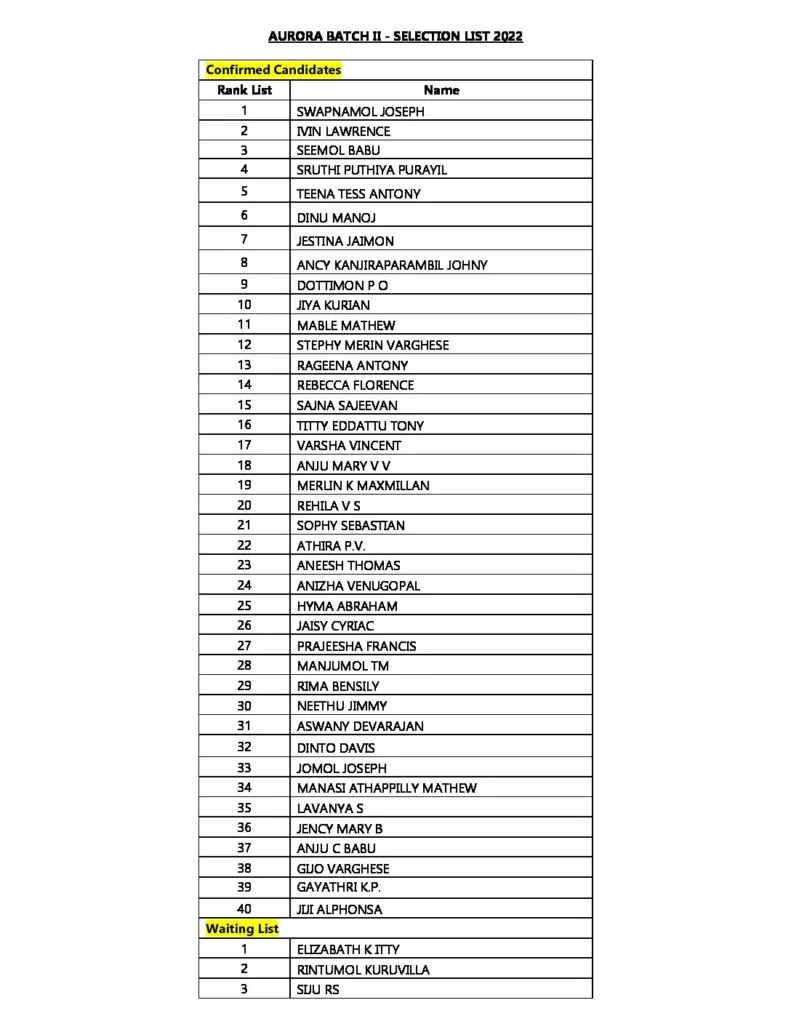 AURORA BATCH II - SELECTION LIST 2022
Confirmed Candidates
Rank List Name
1 SWAPNAMOL JOSEPH
2 IVIN LAWRENCE
3 SEEMOL BABU
4 SRUTHI PUTHIYA PURAYIL
5 TEENA TESS ANTONY
6 DINU MANOJ
7 JESTINA JAIMON
8 ANCY KANJIRAPARAMBIL JOHNY
9 DOTTIMON P O
10 JIYA KURIAN
11 MABLE MATHEW
12 STEPHY MERIN VARGHESE
13 RAGEENA ANTONY
14 REBECCA FLORENCE
15 SAJNA SAJEEVAN
16 TITTY EDDATTU TONY
17 VARSHA VINCENT
18 ANJU MARY V V
19 MERLIN K MAXMILLAN
20 REHILA V S
21 SOPHY SEBASTIAN
22 ATHIRA P.V.
23 ANEESH THOMAS
24 ANIZHA VENUGOPAL
25 HYMA ABRAHAM
26 JAISY CYRIAC
27 PRAJEESHA FRANCIS
28 MANJUMOL TM
29 RIMA BENSILY
30 NEETHU JIMMY
31 ASWANY DEVARAJAN
32 DINTO DAVIS
33 JOMOL JOSEPH
34 MANASI ATHAPPILLY MATHEW
35 LAVANYA S
36 JENCY MARY B
37 ANJU C BABU
38 GIJO VARGHESE
39 GAYATHRI K.P.
40 JIJI ALPHONSA
Waiting List
1 ELIZABATH K ITTY
2 RINTUMOL KURUVILLA
3 SIJU RS